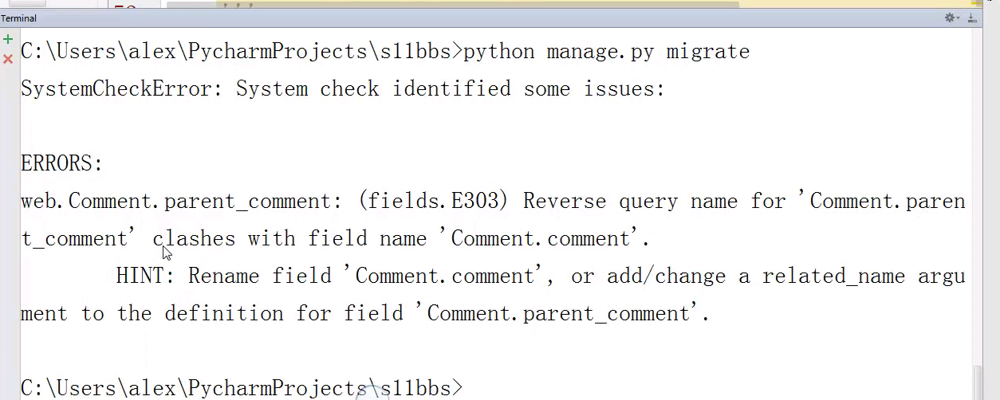 Terminal
C:\Users\alex\PycharmProjects\s11bbs>python manage.py migrate
SystemCheckError: System check identified some issues:
ERRORS:
web.Comment.parent_comment: (fields.E303) Reverse query name for 'Comment.paren
t_comment' clashes with field name 'Comment.comment'.
HINT: Rename field 'Comment.comment', or add/change a related_name argu
ment to the definition for field 'Comment.parent_comment'.
C:\Users\alex\PycharmProjects\s11bbs>